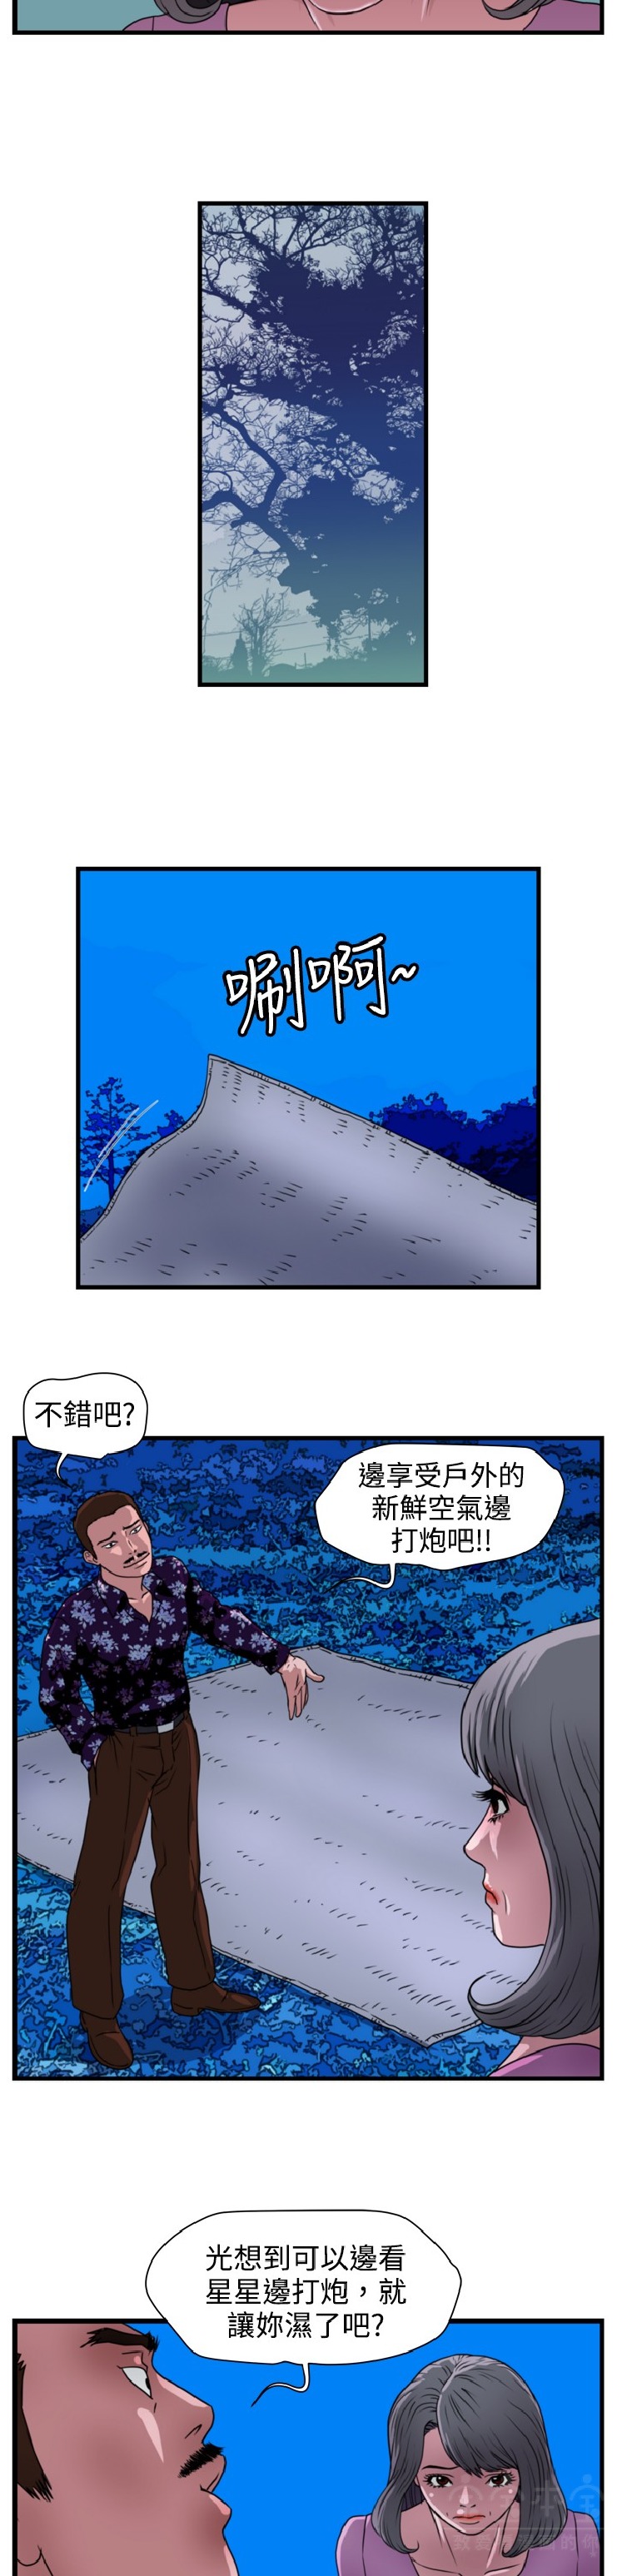 唰啊~
不錯吧?
邊享受戶外的
新鮮空氣邊
打炮吧!!
光想到可以邊看
星星邊打炮，就
讓妳濕了吧?